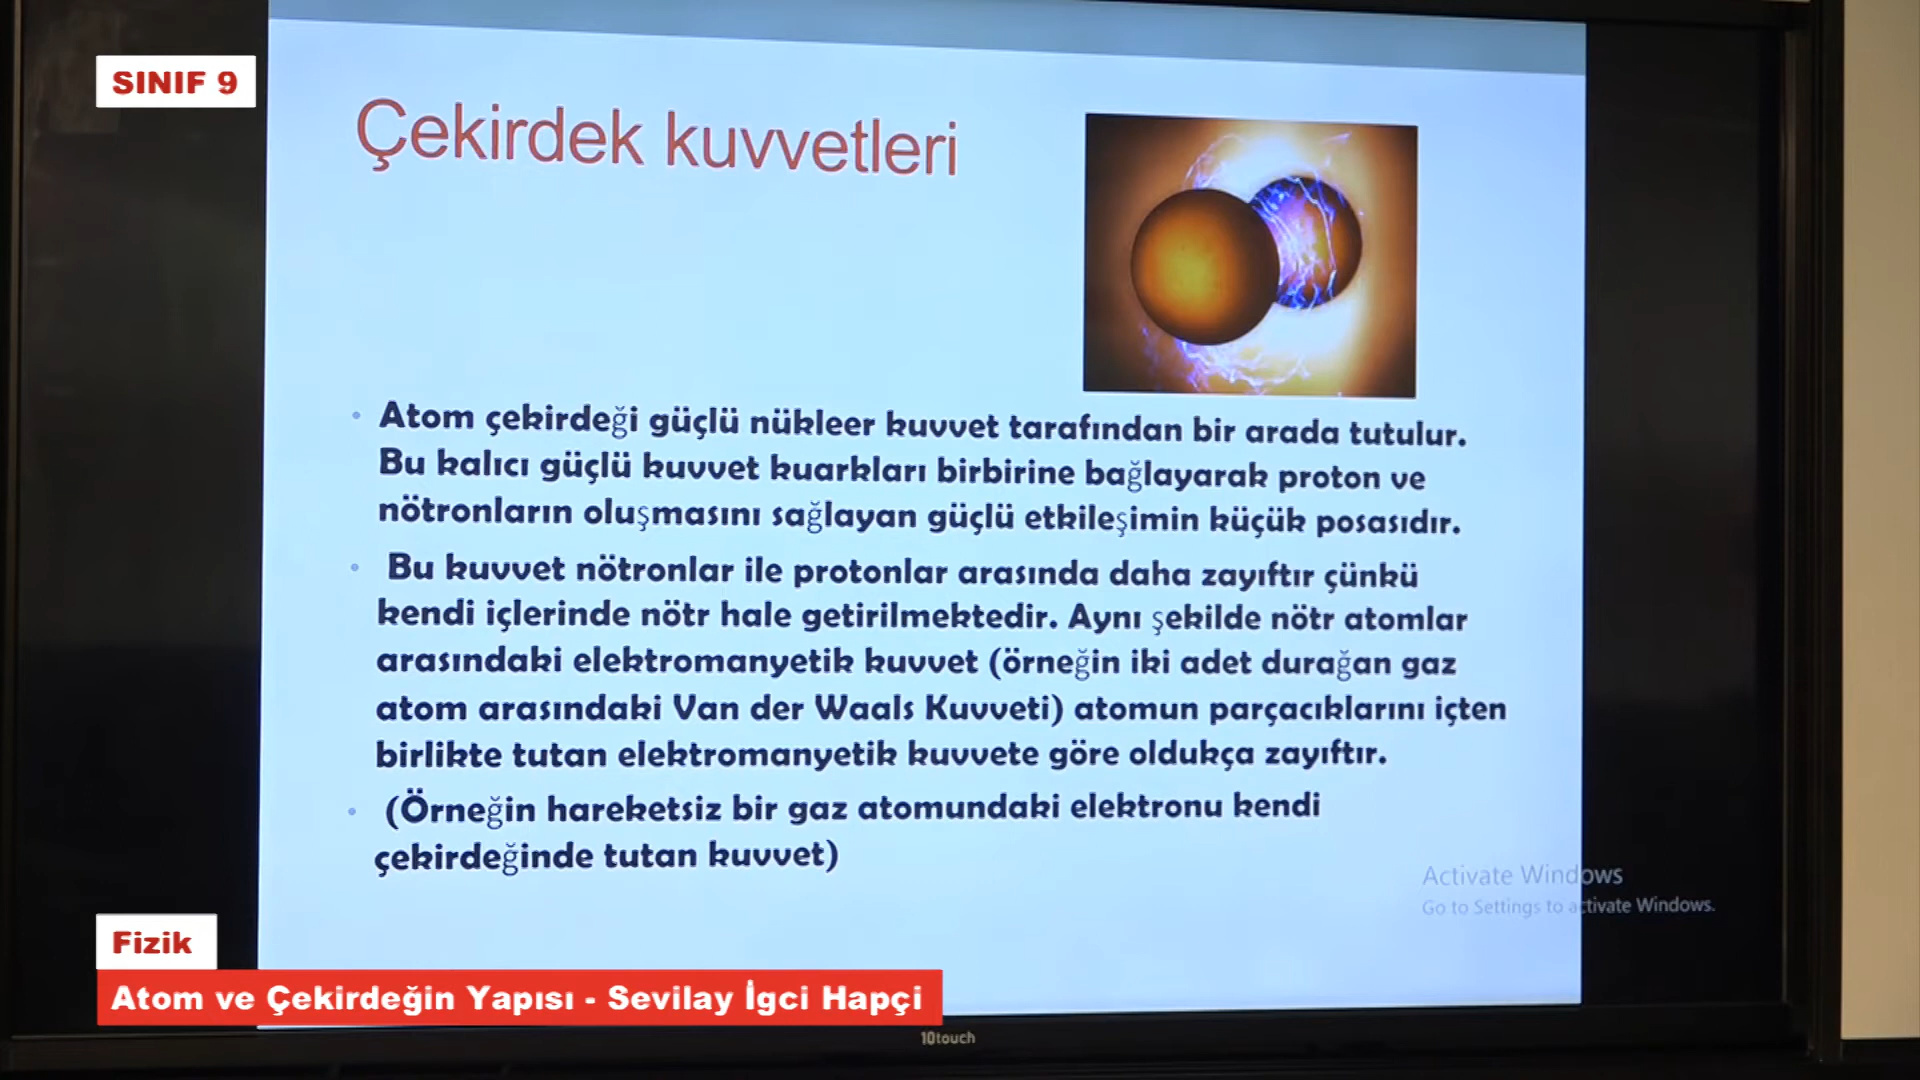 SINIF 9
Çekirdek kuvvetleri
• Atom çekirdeği güçlü nükleer kuvvet tarafından bir arada tutulur.
Bu kalıcı güçlü kuvvet kuarkları birbirine bağlayarak proton ve
nötronların oluşmasını sağlayan güçlü etkileşimin küçük posasıdır.
• Bu kuvvet nötronlar ile protonlar arasında daha zayıftır çünkü
kendi içlerinde nötr hale getirilmektedir. Aynı şekilde nötr atomlar
arasındaki elektromanyetik kuvvet (örneğin iki adet durağan gaz
atom arasındaki Van der Waals Kuvveti) atomun parçacıklarını içten
birlikte tutan elektromanyetik kuvvete göre oldukça zayıftır.
• (Örneğin hareketsiz bir gaz atomundaki elektronu kendi
çekirdeğinde tutan kuvvet)
Activate Windows
Go to Settings to activate Windows.
Fizik
Atom ve Çekirdeğin Yapısı - Sevilay İgci Hapçi
10touch